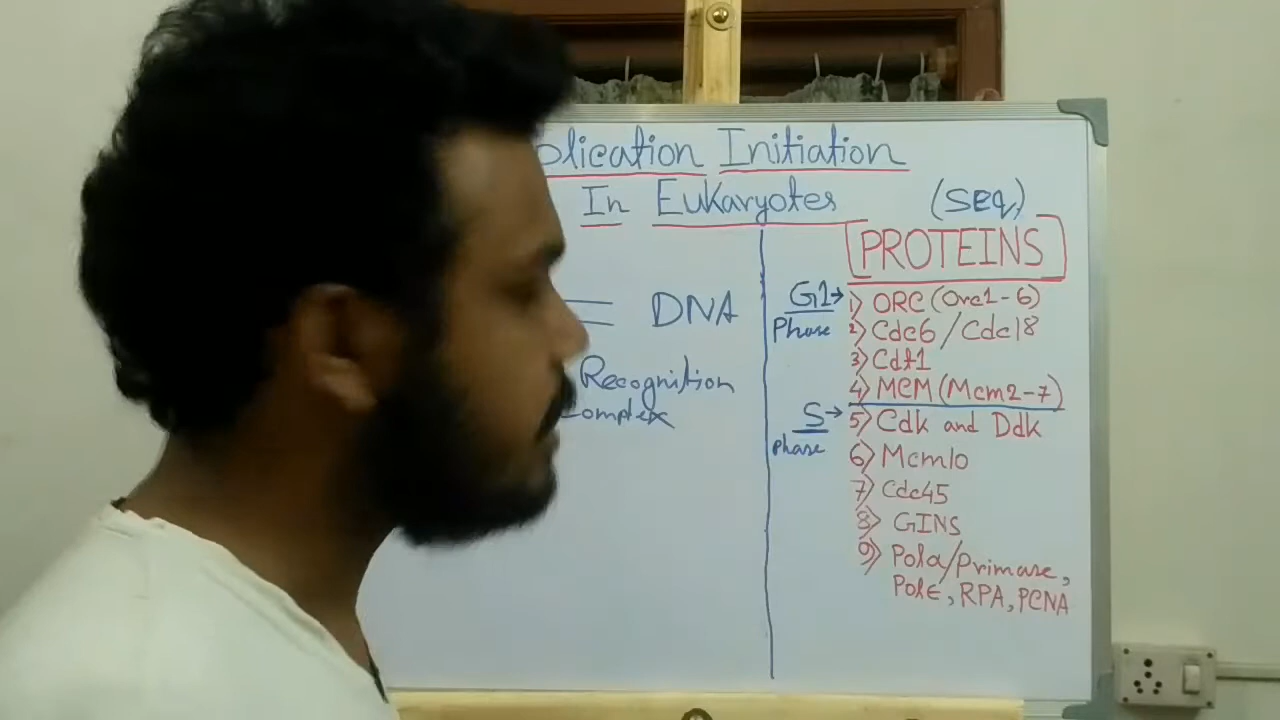 plication Initiation
In Eukaryotes (seq)
[PROTEINS]
= DNA
Recognition
Complex
G1→
Phase
1) ORC (Orc1-6)
2) Cdc6/Cdc18
3) Cdt1
4) MCM (Mcm2-7)
S→
Phase
5) Cdk and Ddk
6) Mcm10
7) Cdc45
8) GINS
9) Polα/Primase,
Polε, RPA, PCNA